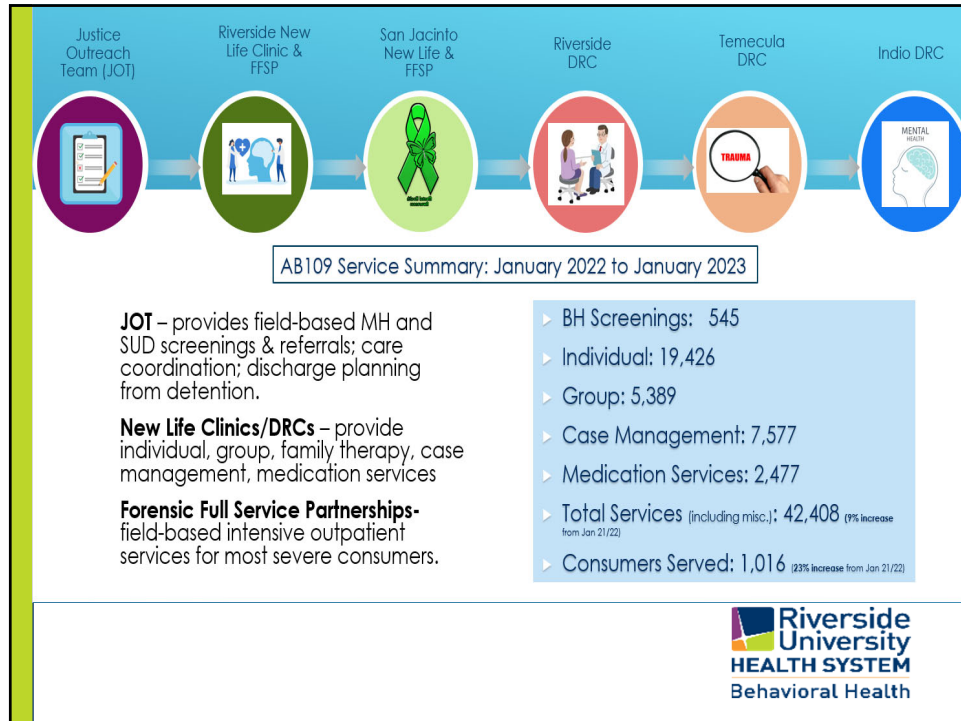 Justice
Outreach
Team (JOT)
Riverside New
Life Clinic &
FFSP
San Jacinto
New Life &
FFSP
Riverside
DRC
Temecula
DRC
Indio DRC
TRAUMA
MENTAL
HEALTH
AB109 Service Summary: January 2022 to January 2023
JOT – provides field-based MH and
SUD screenings & referrals; care
coordination; discharge planning
from detention.
New Life Clinics/DRCs – provide
individual, group, family therapy, case
management, medication services
Forensic Full Service Partnerships-
field-based intensive outpatient
services for most severe consumers.
BH Screenings: 545
Individual: 19,426
Group: 5,389
Case Management: 7,577
Medication Services: 2,477
Total Services (including misc.): 42,408 (9% increase
from Jan 21/22)
Consumers Served: 1,016 (23% increase from Jan 21/22)
Riverside
University
HEALTH SYSTEM
Behavioral Health